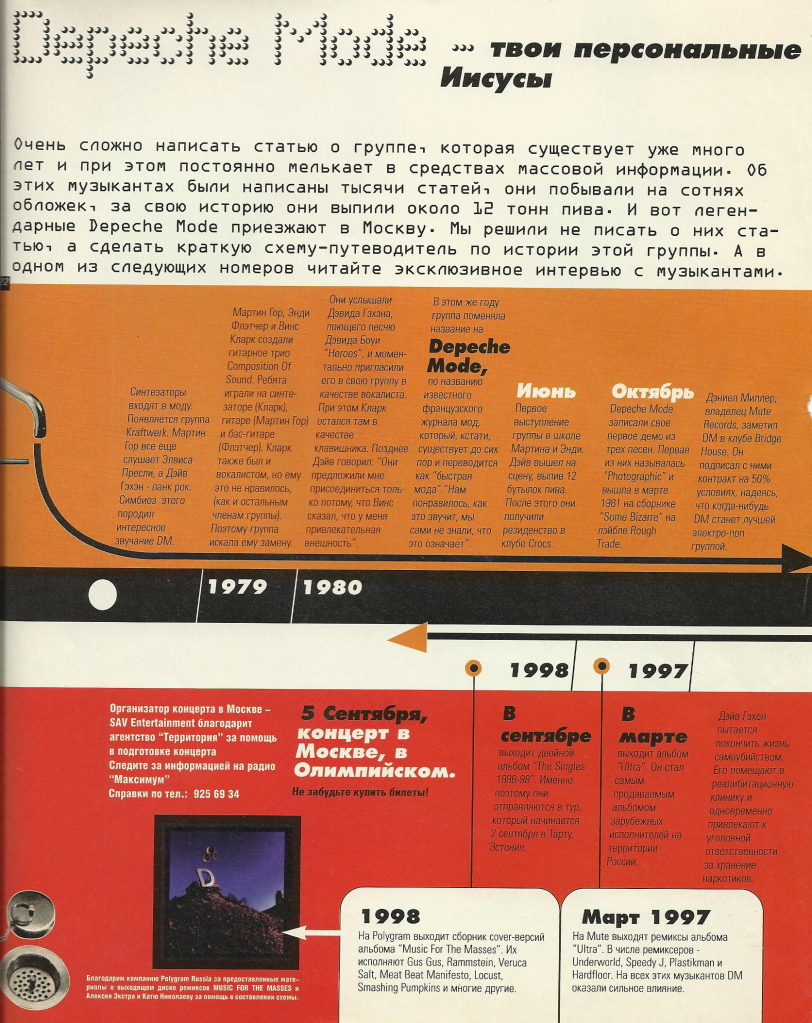 Depeche Mode ... твои персональные
Иисусы
Очень сложно написать статью о группе, которая существует уже много
лет и при этом постоянно мелькает в средствах массовой информации. Об
этих музыкантах были написаны тысячи статей, они побывали на сотнях
обложек, за свою историю они выпили около 12 тонн пива. И вот леген-
дарные Depeche Mode приезжают в Москву. Мы решили не писать о них ста-
тью, а сделать краткую схему-путеводитель по истории этой группы. А в
одном из следующих номеров читайте эксклюзивное интервью с музыкантами.
Синтезаторы
входят в моду.
Появляется группа
Kraftwerk. Мартин
Гор все еще
слушает Элвиса
Пресли, а Дэйв
Гэхэн - панк рок.
Симбиоз этого
породил
интересное
звучание DM.
Мартин Гор, Энди
Флэтчер и Винс
Кларк создали
гитарное трио
Composition Of
Sound. Ребята
играли на синте-
заторе (Кларк),
гитаре (Мартин Гор)
и бас-гитаре
(Флэтчер). Кларк
также был и
вокалистом, но ему
это не нравилось,
(как и остальным
членам группы).
Поэтому группа
искала ему замену.
Они услышали
Дэвида Гэхэна,
поющего песню
Дэвида Боуи
"Heroes", и момен-
тально пригласили
его в свою группу в
качестве вокалиста.
При этом Кларк
остался там в
качестве
клавишника. Позднее
Дэйв говорил: "Они
предложили мне
присоединиться толь-
ко потому, что Винс
сказал, что у меня
привлекательная
внешность".
В этом же году
группа поменяла
название на
Depeche
Mode,
по названию
известного
французского
журнала мод,
который, кстати,
существует до сих
пор и переводится
как "быстрая
мода". "Нам
понравилось, как
это звучит, мы
сами не знали, что
это означает".
Июнь
Первое
выступление
группы в школе
Мартина и Энди.
Дэйв вышел на
сцену, выпив 12
бутылок пива.
После этого они
получили
резиденство в
клубе Crocs.
Октябрь
Depeche Mode
записали свое
первое демо из
трех песен. Первая
из них называлась
"Photographic" и
вышла в марте
1981 на сборнике
"Some Bizarre" на
лэйбле Rough
Trade.
Дэниел Миллер,
владелец Mute
Records, заметил
DM в клубе Bridge
House. Он
подписал с ними
контракт на 50%
условиях, надеясь,
что когда-нибудь
DM станет лучшей
электро-поп
группой.
1979
1980
1998
1997
Организатор концерта в Москве –
SAV Entertainment благодарит
агентство "Территория" за помощь
в подготовке концерта
Следите за информацией на радио
"Максимум"
Справки по тел.: 925 69 34
5 Сентября,
концерт в
Москве, в
Олимпийском.
Не забудьте купить билеты!
В
сентябре
выходит двойной
альбом "The Singles
1986-98". Именно
поэтому они
отправляются в тур,
который начинается
2 сентября в Тарту,
Эстония.
В
марте
выходит альбом
"Ultra". Он стал
самым
продаваемым
альбомом
зарубежных
исполнителей на
территории
России.
Дэйв Гэхен
пытается
покончить жизнь
самоубийством.
Его помещают в
реабилитационную
клинику и
одновременно
привлекают к
уголовной
ответственности
за хранение
наркотиков.
D
1998
На Polygram выходит сборник cover-версий
альбома "Music For The Masses". Их
исполняют Gus Gus, Rammstein, Veruca
Salt, Meat Beat Manifesto, Locust,
Smashing Pumpkins и многие другие.
Март 1997
На Mute выходят ремиксы альбома
"Ultra". В числе ремиксеров -
Underworld, Speedy J, Plastikman и
Hardfloor. На всех этих музыкантов DM
оказали сильное влияние.
Благодарим компанию Polygram Russia за предоставленные мате-
риалы о выходящем диске ремиксов MUSIC FOR THE MASSES и
Алексея Экстра и Катю Николаеву за помощь в составлении схемы.